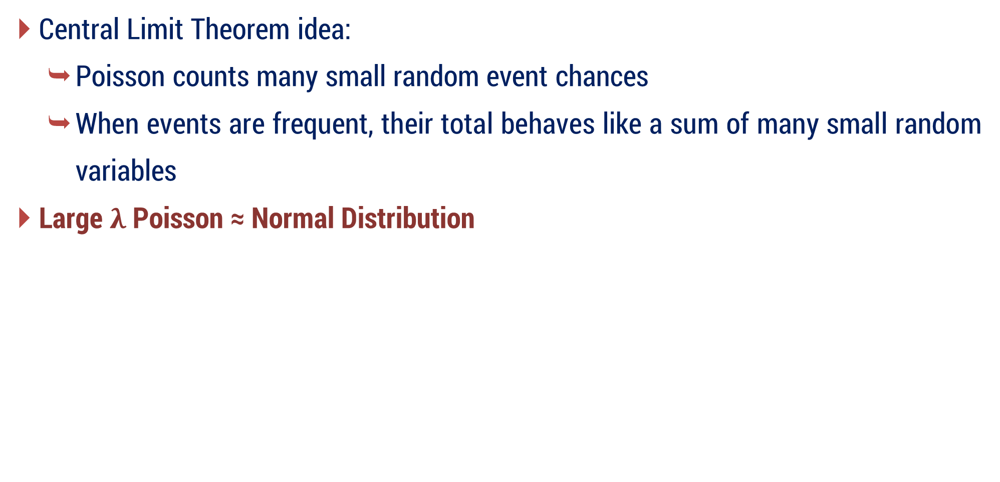 Central Limit Theorem idea:
Poisson counts many small random event chances
When events are frequent, their total behaves like a sum of many small random
variables
Large λ Poisson ≈ Normal Distribution